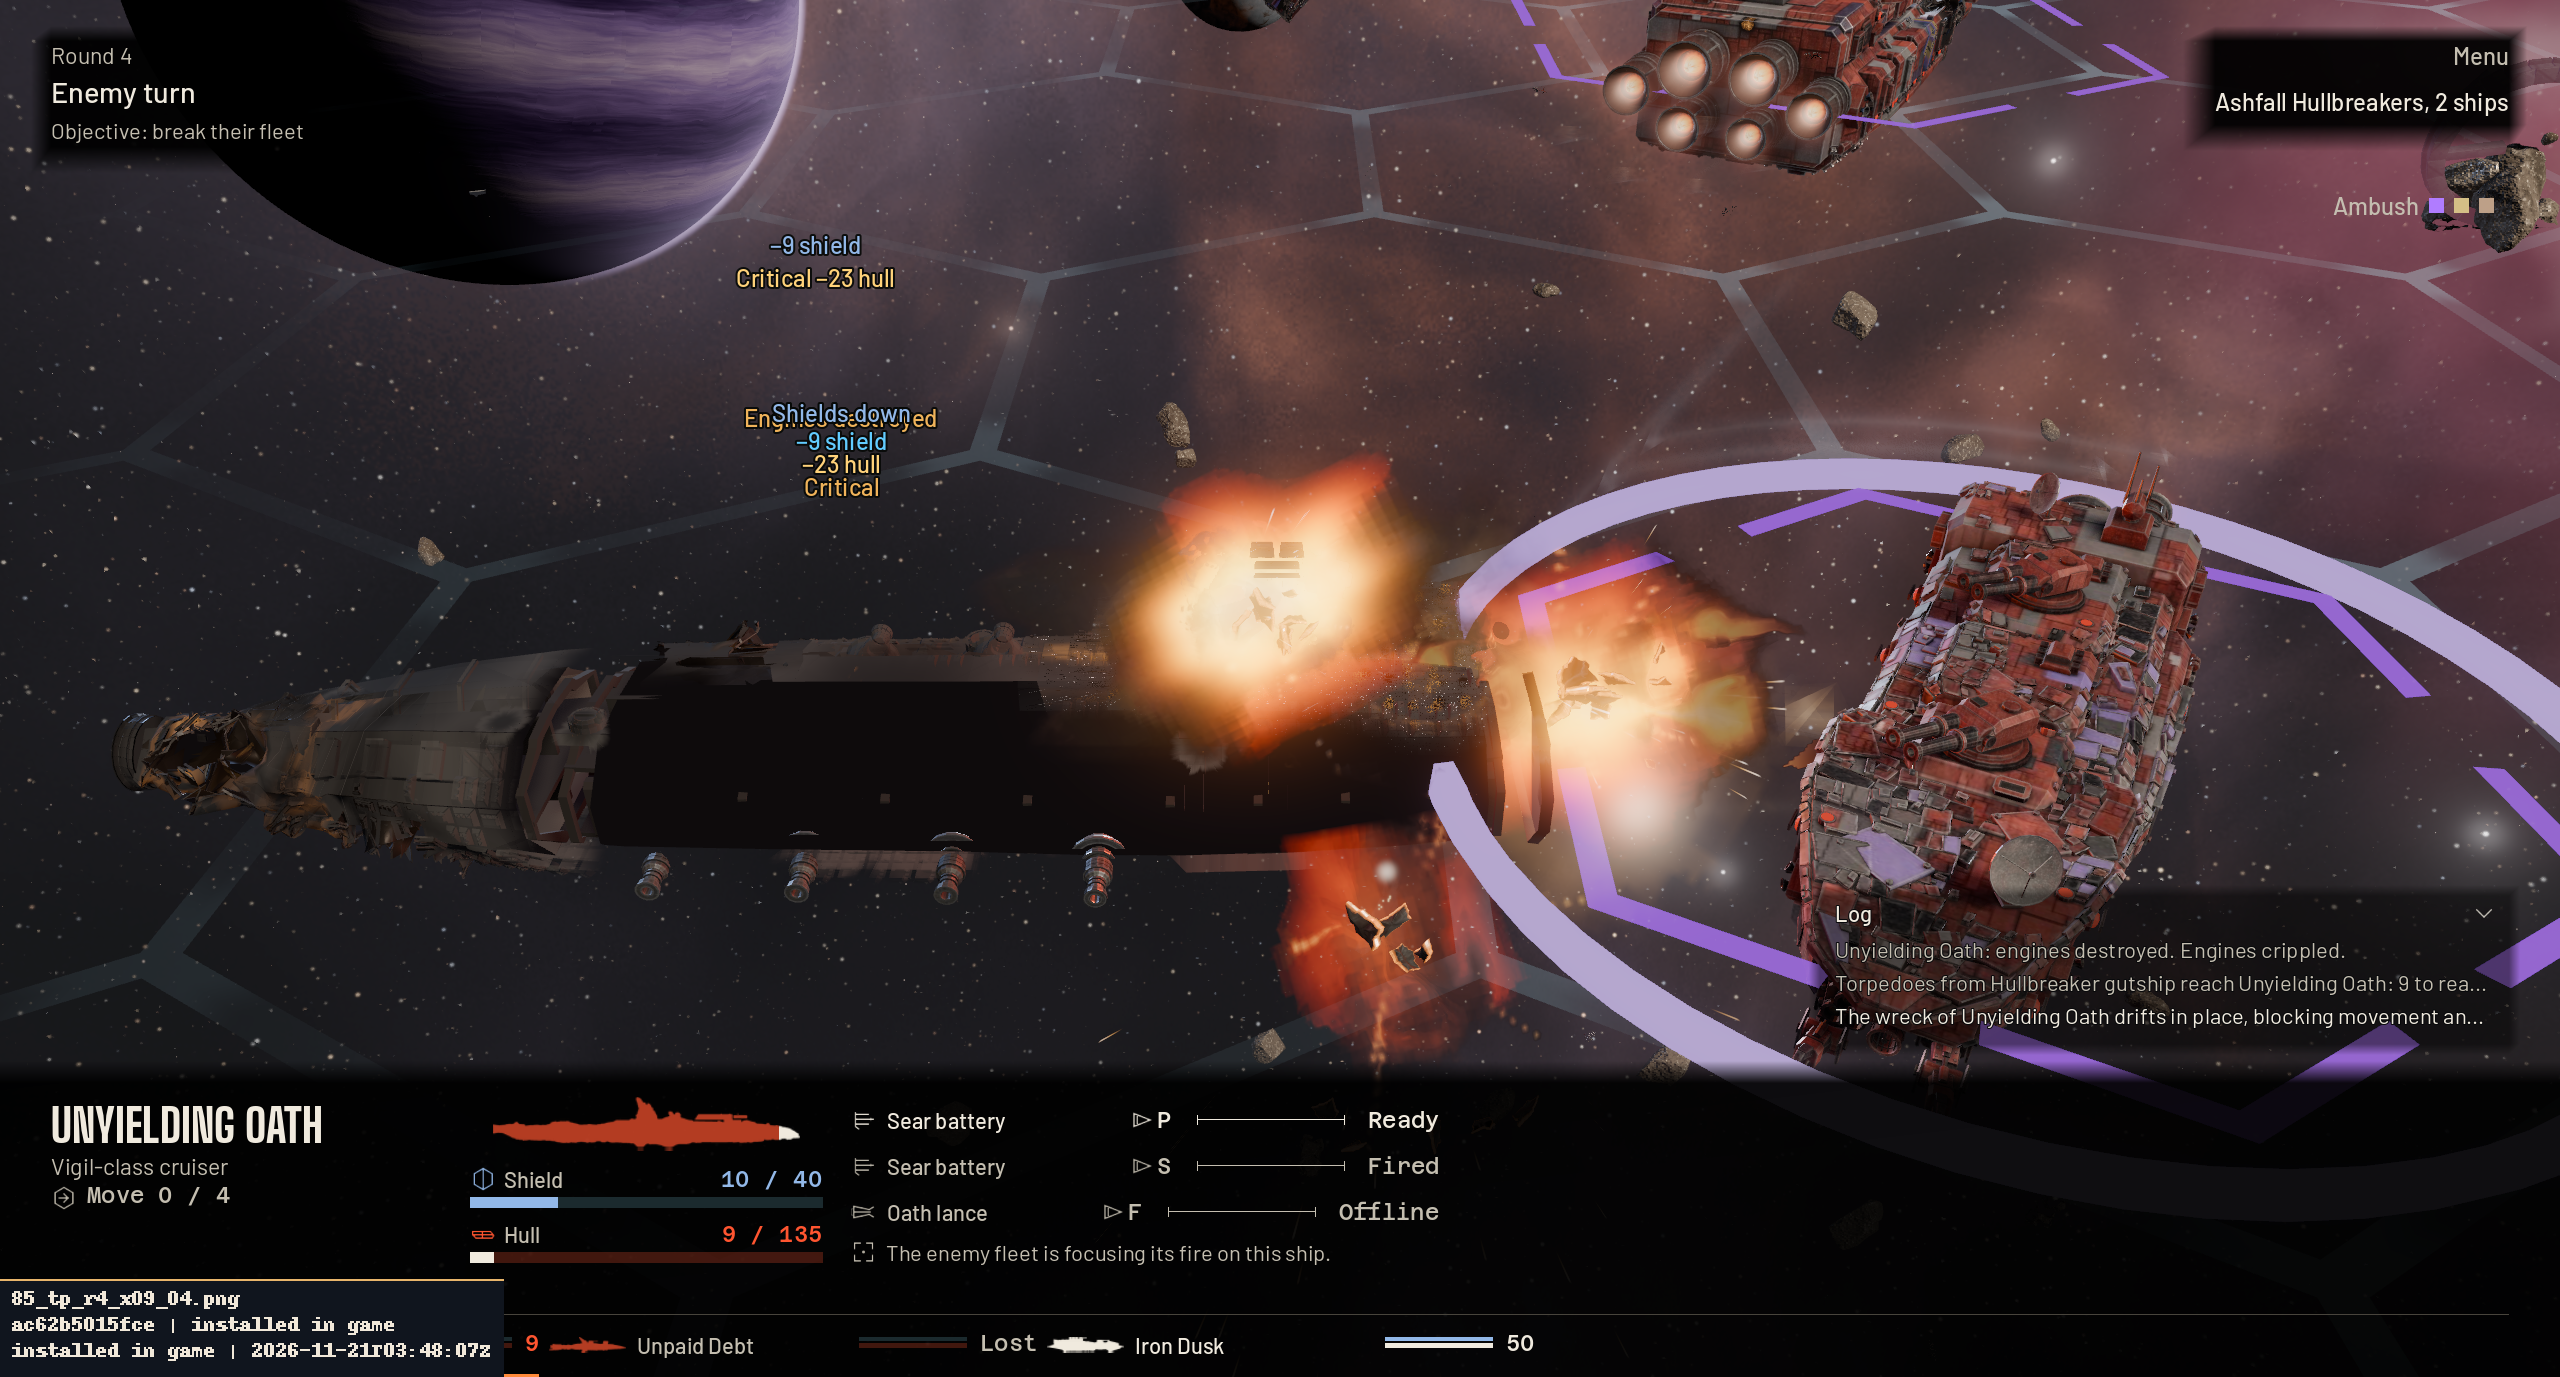 Round 4
Enemy turn
Objective: break their fleet
Menu
Ashfall Hullbreakers, 2 ships
Ambush
−9 shield
Critical −23 hull
Shields down
Engines destroyed
−9 shield
−23 hull
Critical
Log
Unyielding Oath: engines destroyed. Engines crippled.
Torpedoes from Hullbreaker gutship reach Unyielding Oath: 9 to rea...
The wreck of Unyielding Oath drifts in place, blocking movement an...
UNYIELDING OATH
Vigil-class cruiser
Move 0 / 4
Shield 10 / 40
Hull 9 / 135
Sear battery P Ready
Sear battery S Fired
Oath lance F Offline
The enemy fleet is focusing its fire on this ship.
85_tp_r4_x09_04.png
ac62b5015fce | installed in game
installed in game | 2026-11-21T03:48:07Z
9 Unpaid Debt Lost Iron Dusk 50